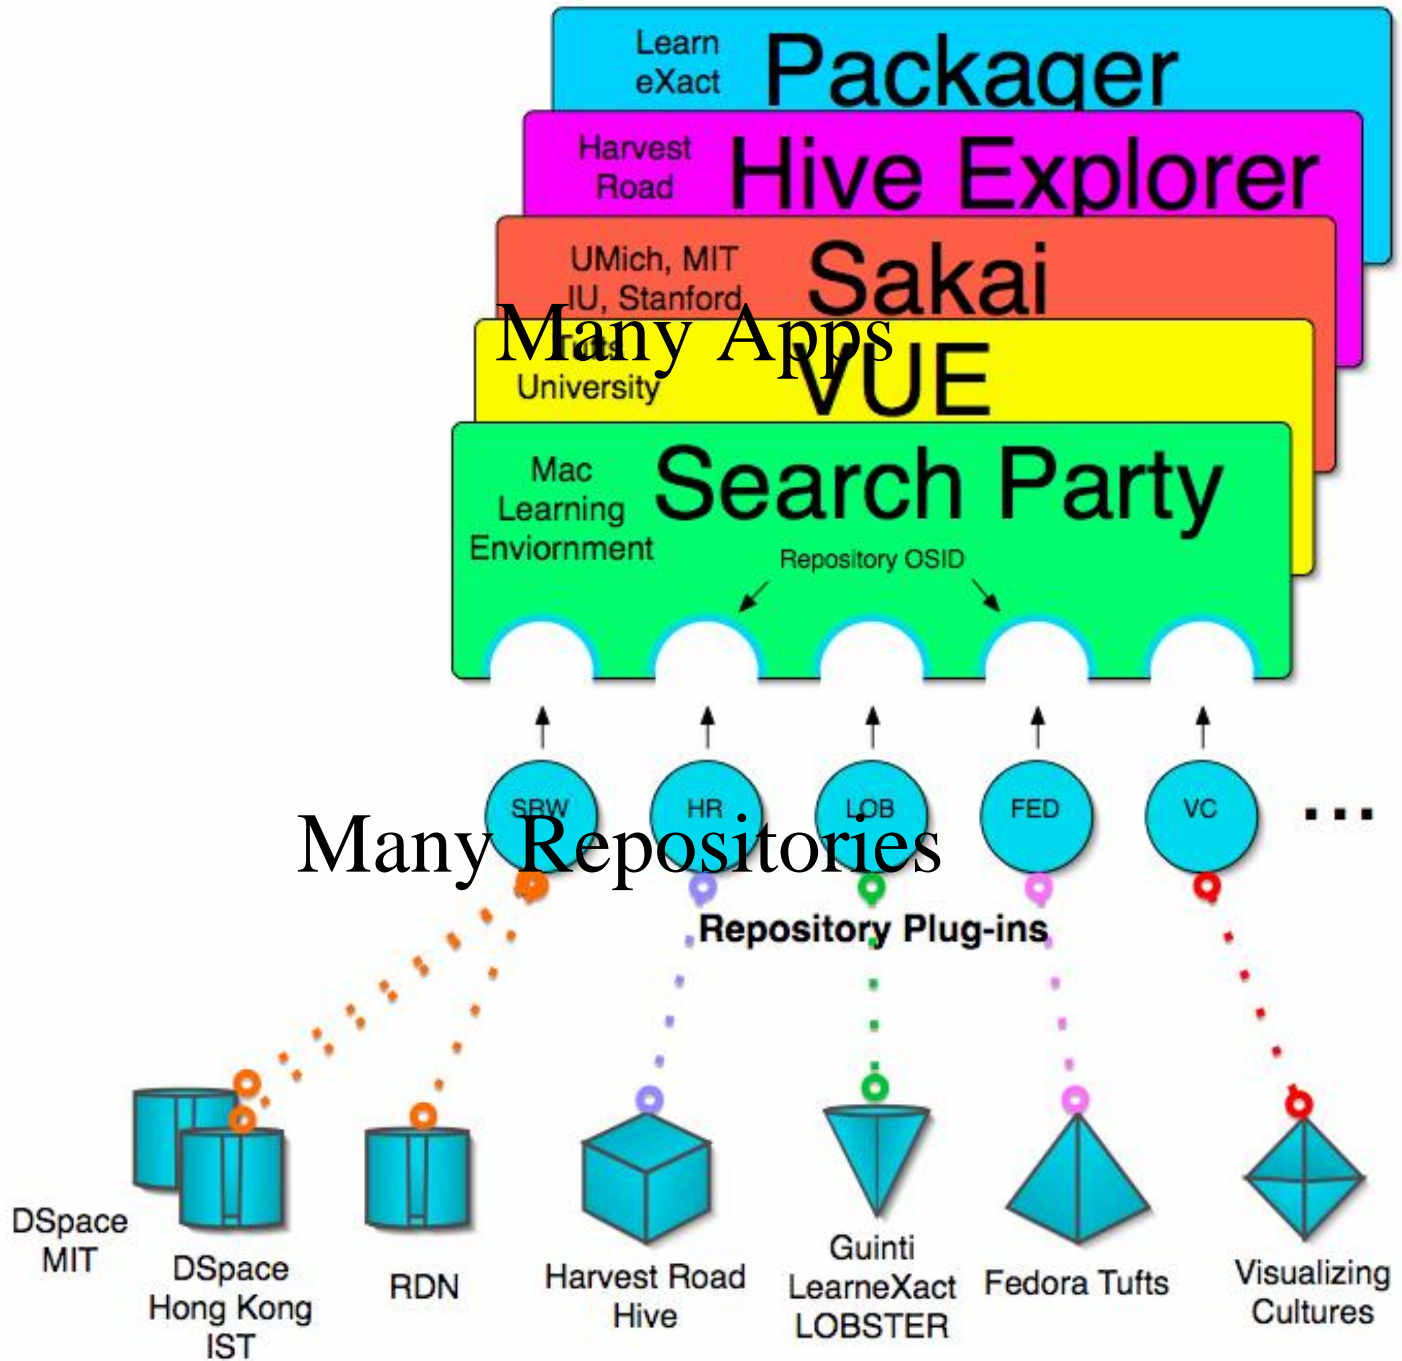 Learn
eXact
Packager
Harvest
Road
Hive Explorer
UMich, MIT
IU, Stanford
Sakai
Many Apps
Tufts
University
VUE
Mac
Learning
Enviornment
Search Party
Repository OSID
SRW
HR
LOB
FED
VC
...
Many Repositories
Repository Plug-ins
DSpace
MIT
DSpace
Hong Kong
IST
RDN
Harvest Road
Hive
Guinti
LearneXact
LOBSTER
Fedora Tufts
Visualizing
Cultures